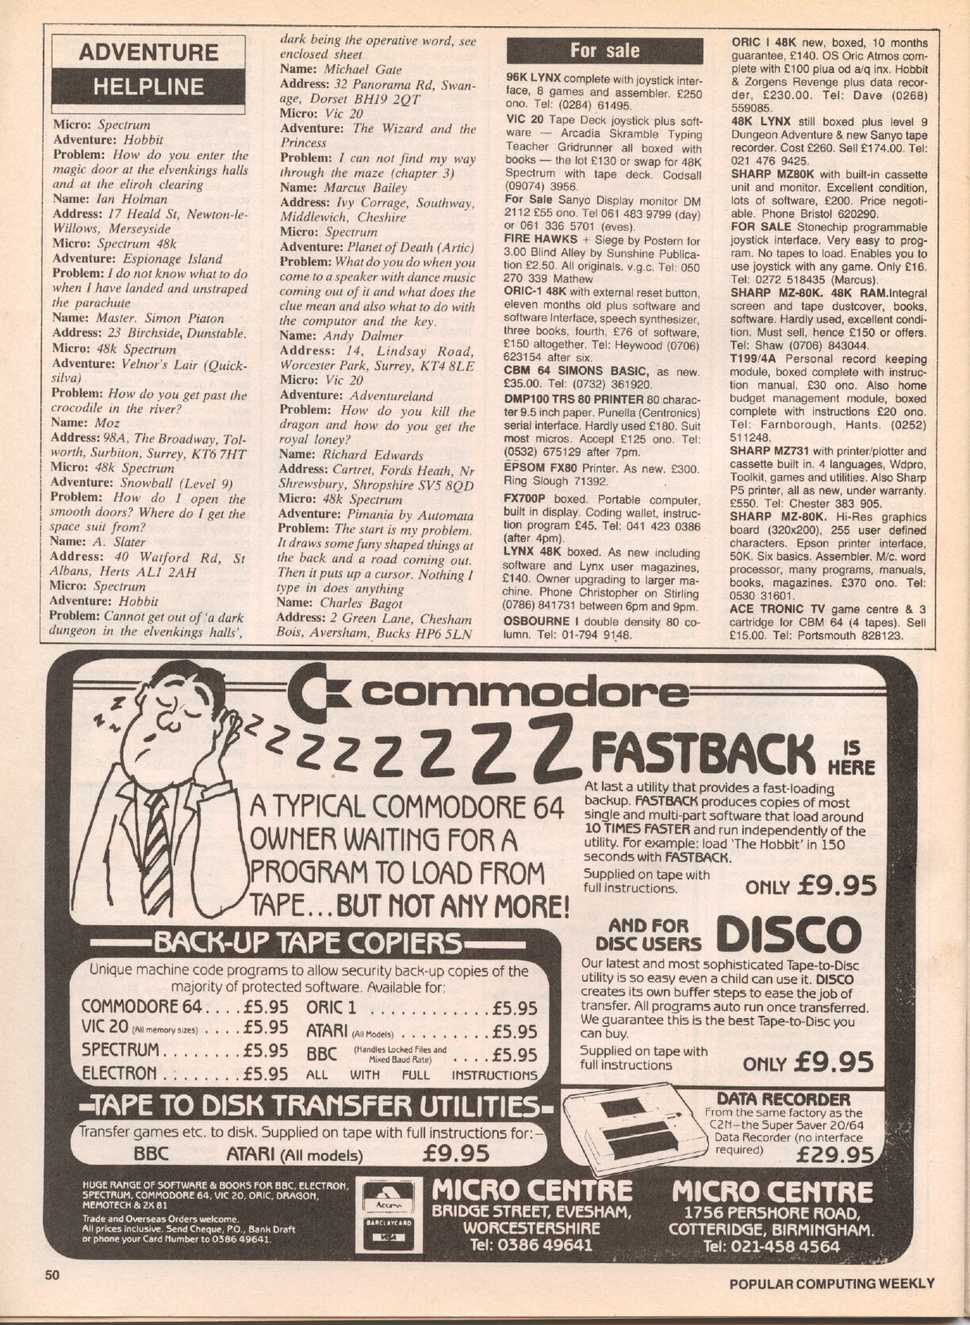 ADVENTURE
HELPLINE
Micro: Spectrum
Adventure: Hobbit
Problem: How do you enter the
magic door at the elvenkings halls
and at the eliroh clearing
Name: Ian Holman
Address: 17 Heald St, Newton-le-
Willows, Merseyside
Micro: Spectrum 48k
Adventure: Espionage Island
Problem: I do not know what to do
when I have landed and unstraped
the parachute
Name: Master. Simon Piaton
Address: 23 Birchside, Dunstable.
Micro: 48k Spectrum
Adventure: Velnor's Lair (Quick-
silva)
Problem: How do you get past the
crocodile in the river?
Name: Moz
Address: 98A, The Broadway, Tol-
worth, Surbiton, Surrey, KT6 7HT
Micro: 48k Spectrum
Adventure: Snowball (Level 9)
Problem: How do I open the
smooth doors? Where do I get the
space suit from?
Name: A. Slater
Address: 40 Watford Rd, St
Albans, Herts AL1 2AH
Micro: Spectrum
Adventure: Hobbit
Problem: Cannot get out of 'a dark
dungeon in the elvenkings halls',
dark being the operative word, see
enclosed sheet
Name: Michael Gate
Address: 32 Panorama Rd, Swan-
age, Dorset BH19 2QT
Micro: Vic 20
Adventure: The Wizard and the
Princess
Problem: I can not find my way
through the maze (chapter 3)
Name: Marcus Bailey
Address: Ivy Corrage, Southway,
Middlewich, Cheshire
Micro: Spectrum
Adventure: Planet of Death (Artic)
Problem: What do you do when you
come to a speaker with dance music
coming out of it and what does the
clue mean and also what to do with
the computor and the key.
Name: Andy Dalmer
Address: 14, Lindsay Road,
Worcester Park, Surrey, KT4 8LE
Micro: Vic 20
Adventure: Adventureland
Problem: How do you kill the
dragon and how do you get the
royal loney?
Name: Richard Edwards
Address: Cartret, Fords Heath, Nr
Shrewsbury, Shropshire SV5 8QD
Micro: 48k Spectrum
Adventure: Pimania by Automata
Problem: The start is my problem.
It draws some funy shaped things at
the back and a road coming out.
Then it puts up a cursor. Nothing I
type in does anything
Name: Charles Bagot
Address: 2 Green Lane, Chesham
Bois, Aversham, Bucks HP6 5LN
For sale
96K LYNX complete with joystick inter-
face, 8 games and assembler. £250
ono. Tel: (0284) 61495.
VIC 20 Tape Deck joystick plus soft-
ware — Arcadia Skramble Typing
Teacher Gridrunner all boxed with
books — the lot £130 or swap for 48K
Spectrum with tape deck. Codsall
(09074) 3956.
For Sale Sanyo Display monitor DM
2112 £55 ono. Tel 061 483 9799 (day)
or 061 336 5701 (eves).
FIRE HAWKS + Siege by Postern for
3.00 Blind Alley by Sunshine Publica-
tion £2.50. All originals. v.g.c. Tel: 050
270 339 Mathew
ORIC-1 48K with external reset button,
eleven months old plus software and
software Interface, speech synthesizer,
three books, fourth, £76 of software,
£150 altogether. Tel: Heywood (0706)
623154 after six.
CBM 64 SIMONS BASIC, as new.
£35.00. Tel: (0732) 361920.
DMP100 TRS 80 PRINTER 80 charac-
ter 9.5 inch paper. Punella (Centronics)
serial interface. Hardly used £180. Suit
most micros. Accept £125 ono. Tel:
(0532) 675129 after 7pm.
EPSOM FX80 Printer. As new. £300.
Ring Slough 71392.
FX700P boxed. Portable computer,
built in display. Coding wallet, instruc-
tion program £45. Tel: 041 423 0386
(after 4pm).
LYNX 48K boxed. As new including
software and Lynx user magazines,
£140. Owner upgrading to larger ma-
chine. Phone Christopher on Stirling
(0786) 841731 between 6pm and 9pm.
OSBOURNE I double density 80 co-
lumn. Tel: 01-794 9148.
ORIC I 48K new, boxed, 10 months
guarantee, £140. OS Oric Atmos com-
plete with £100 plua od a/q inx. Hobbit
& Zorgens Revenge plus data recor-
der, £230.00. Tel: Dave (0268)
559085.
48K LYNX still boxed plus level 9
Dungeon Adventure & new Sanyo tape
recorder. Cost £260. Sell £174.00. Tel:
021 476 9425.
SHARP MZ80K with built-in cassette
unit and monitor. Excellent condition,
lots of software, £200. Price negoti-
able. Phone Bristol 620290.
FOR SALE Stonechip programmable
joystick interface. Very easy to prog-
ram. No tapes to load. Enables you to
use joystick with any game. Only £16.
Tel: 0272 518435 (Marcus).
SHARP MZ-80K. 48K RAM.Integral
screen and tape dustcover, books,
software. Hardly used, excellent condi-
tion. Must sell, hence £150 or offers.
Tel: Shaw (0706) 843044.
T199/4A Personal record keeping
module, boxed complete with instruc-
tion manual, £30 ono. Also home
budget management module, boxed
complete with instructions £20 ono.
Tel: Farnborough, Hants. (0252)
511248.
SHARP MZ731 with printer/plotter and
cassette built in. 4 languages, Wdpro,
Toolkit, games and utilities. Also Sharp
P5 printer, all as new, under warranty.
£550. Tel: Chester 383 905.
SHARP MZ-80K. Hi-Res graphics
board (320x200), 255 user defined
characters. Epson printer interface,
50K. Six basics. Assembler. M/c. word
processor, many programs, manuals,
books, magazines. £370 ono. Tel:
0530 31601.
ACE TRONIC TV game centre & 3
cartridge for CBM 64 (4 tapes). Sell
£15.00. Tel: Portsmouth 828123.
commodore
z z z z z z z z z z Z Z Z
A TYPICAL COMMODORE 64
OWNER WAITING FOR A
PROGRAM TO LOAD FROM
TAPE...BUT NOT ANY MORE!
FASTBACK IS HERE
At last a utility that provides a fast-loading
backup. FASTBACK produces copies of most
single and multi-part software that load around
10 TIMES FASTER and run independently of the
utility. For example: load 'The Hobbit' in 150
seconds with FASTBACK.
Supplied on tape with
full instructions.
ONLY £9.95
AND FOR
DISC USERS DISCO
Our latest and most sophisticated Tape-to-Disc
utility is so easy even a child can use it. DISCO
creates its own buffer steps to ease the job of
transfer. All programs auto run once transferred.
We guarantee this is the best Tape-to-Disc you
can buy.
Supplied on tape with
full instructions
ONLY £9.95
BACK-UP TAPE COPIERS
Unique machine code programs to allow security back-up copies of the
majority of protected software. Available for:
COMMODORE 64 .... £5.95
VIC 20 (All memory sizes) .... £5.95
SPECTRUM ........ £5.95
ELECTRON ........ £5.95
ORIC 1 ............ £5.95
ATARI (All Models) ......... £5.95
BBC (Handles Locked Files and Mixed Baud Rate) .... £5.95
ALL WITH FULL INSTRUCTIONS
TAPE TO DISK TRANSFER UTILITIES
Transfer games etc. to disk. Supplied on tape with full instructions for:–
BBC ATARI (All models) £9.95
DATA RECORDER
From the same factory as the
C2N–the Super Saver 20/64
Data Recorder (no interface
required) £29.95
HUGE RANGE OF SOFTWARE & BOOKS FOR BBC, ELECTRON,
SPECTRUM, COMMODORE 64, VIC 20, ORIC, DRAGON,
MEMOTECH & ZX 81
Trade and Overseas Orders welcome.
All prices inclusive. Send Cheque, P.O., Bank Draft
or phone your Card Number to 0386 49641.
Access
BARCLAYCARD
VISA
MICRO CENTRE
BRIDGE STREET, EVESHAM,
WORCESTERSHIRE
Tel: 0386 49641
MICRO CENTRE
1756 PERSHORE ROAD,
COTTERIDGE, BIRMINGHAM.
Tel: 021-458 4564
50
POPULAR COMPUTING WEEKLY